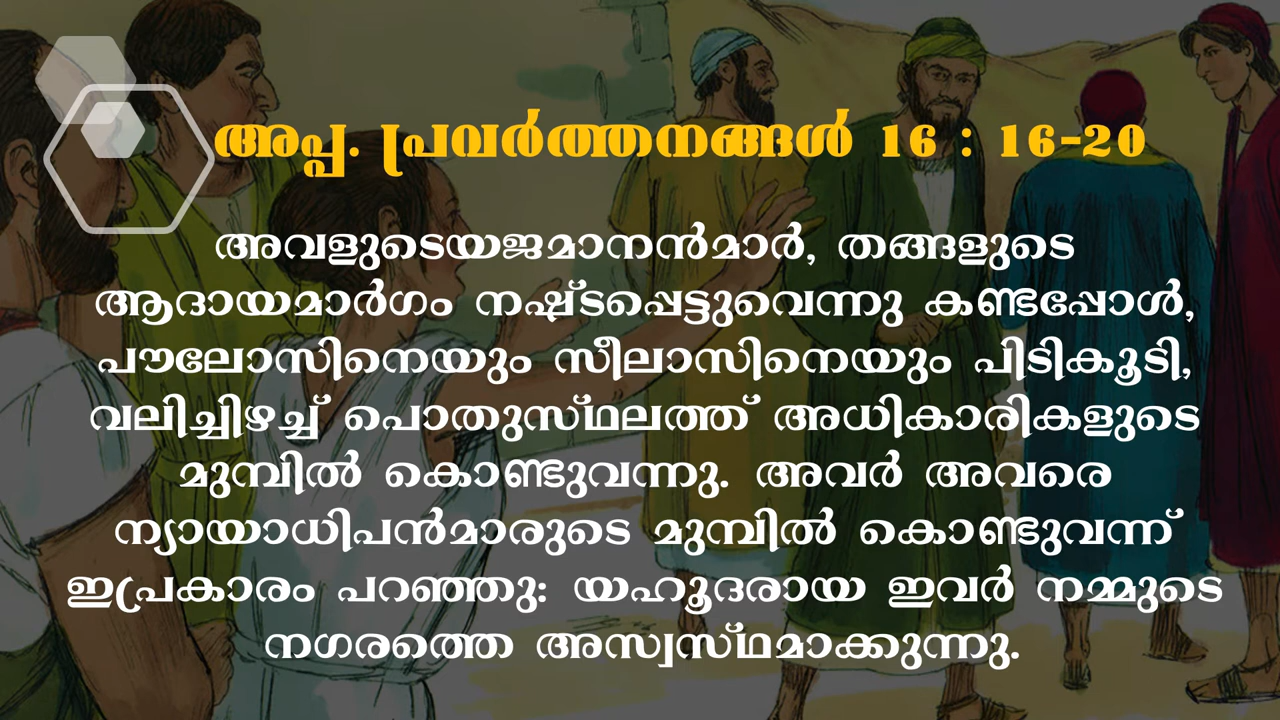 അപ്പ. പ്രവർത്തനങ്ങൾ 16 : 16-20
അവളുടെയജമാനൻമാർ, തങ്ങളുടെ
ആദായമാർഗം നഷ്ടപ്പെട്ടുവെന്നു കണ്ടപ്പോൾ,
പൗലോസിനെയും സീലാസിനെയും പിടികൂടി,
വലിച്ചിഴച്ച് പൊതുസ്ഥലത്ത് അധികാരികളുടെ
മുമ്പിൽ കൊണ്ടുവന്നു. അവർ അവരെ
ന്യായാധിപൻമാരുടെ മുമ്പിൽ കൊണ്ടുവന്ന്
ഇപ്രകാരം പറഞ്ഞു: യഹൂദരായ ഇവർ നമ്മുടെ
നഗരത്തെ അസ്വസ്ഥമാക്കുന്നു.